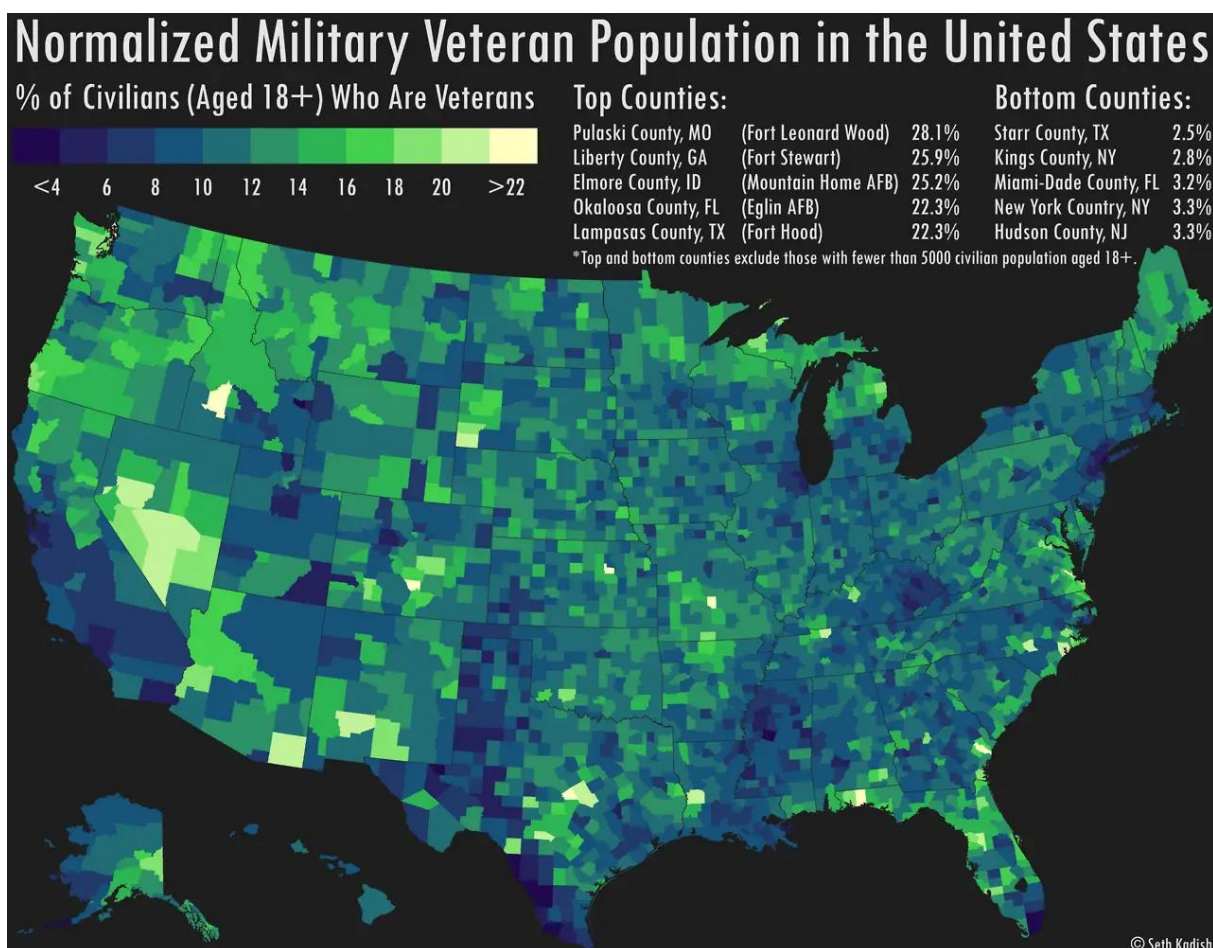 Normalized Military Veteran Population in the United States
% of Civilians (Aged 18+) Who Are Veterans
<4 6 8 10 12 14 16 18 20 >22
Top Counties:
Pulaski County, MO (Fort Leonard Wood) 28.1%
Liberty County, GA (Fort Stewart) 25.9%
Elmore County, ID (Mountain Home AFB) 25.2%
Okaloosa County, FL (Eglin AFB) 22.3%
Lampasas County, TX (Fort Hood) 22.3%
Bottom Counties:
Starr County, TX 2.5%
Kings County, NY 2.8%
Miami-Dade County, FL 3.2%
New York Country, NY 3.3%
Hudson County, NJ 3.3%
*Top and bottom counties exclude those with fewer than 5000 civilian population aged 18+.
© Seth Kadish